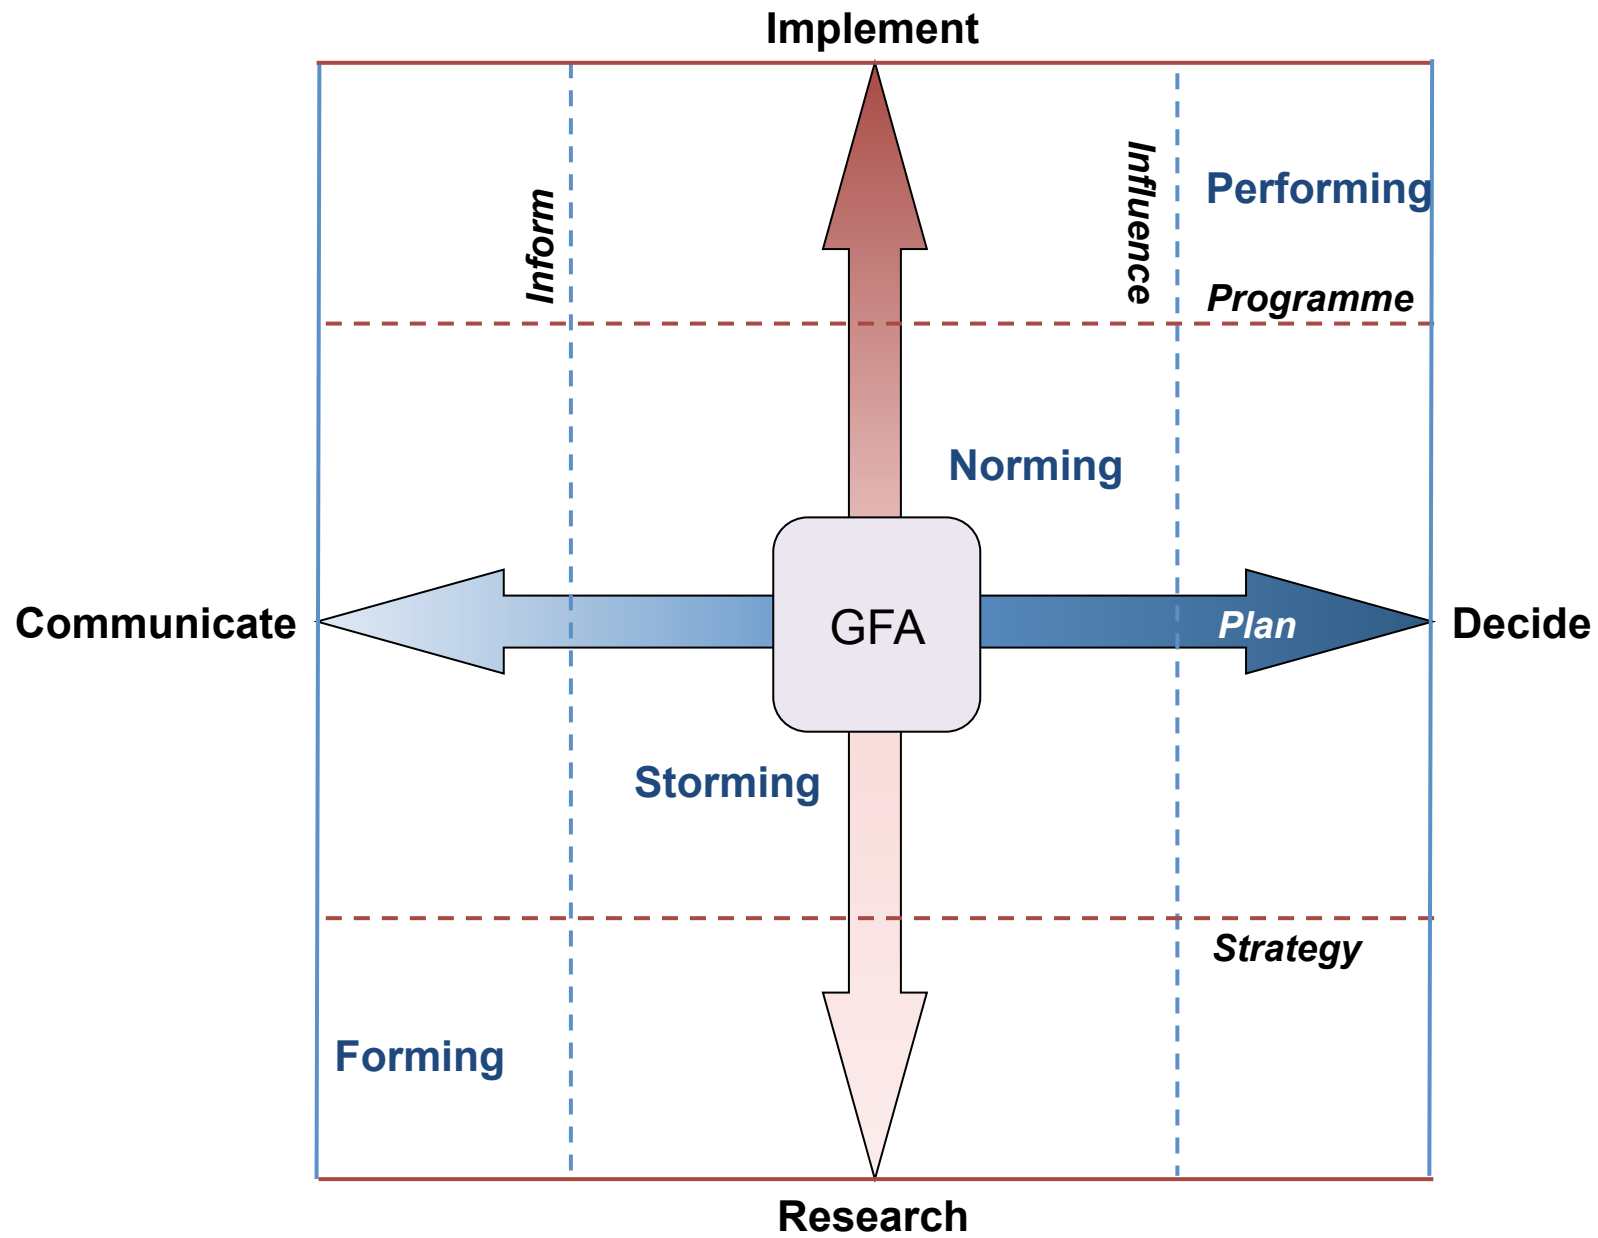 Implement
Inform
Influence
Performing
Programme
Norming
Communicate
GFA
Plan
Decide
Storming
Strategy
Forming
Research